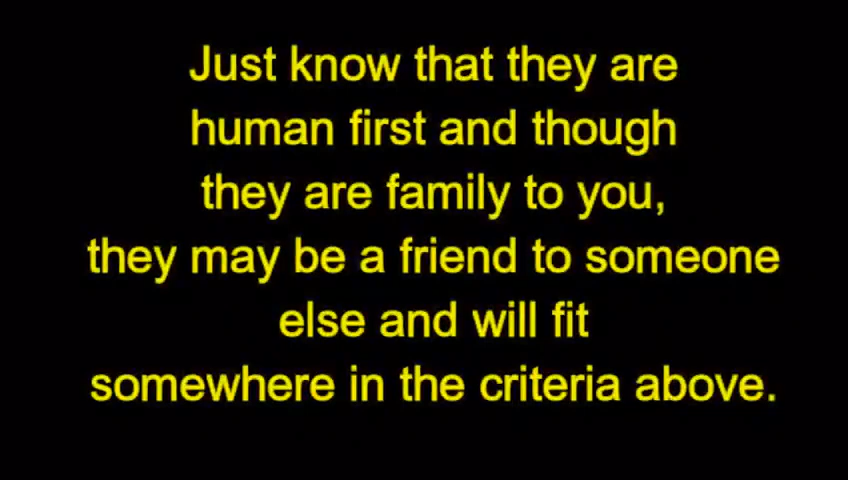 Just know that they are
human first and though
they are family to you,
they may be a friend to someone
else and will fit
somewhere in the criteria above.